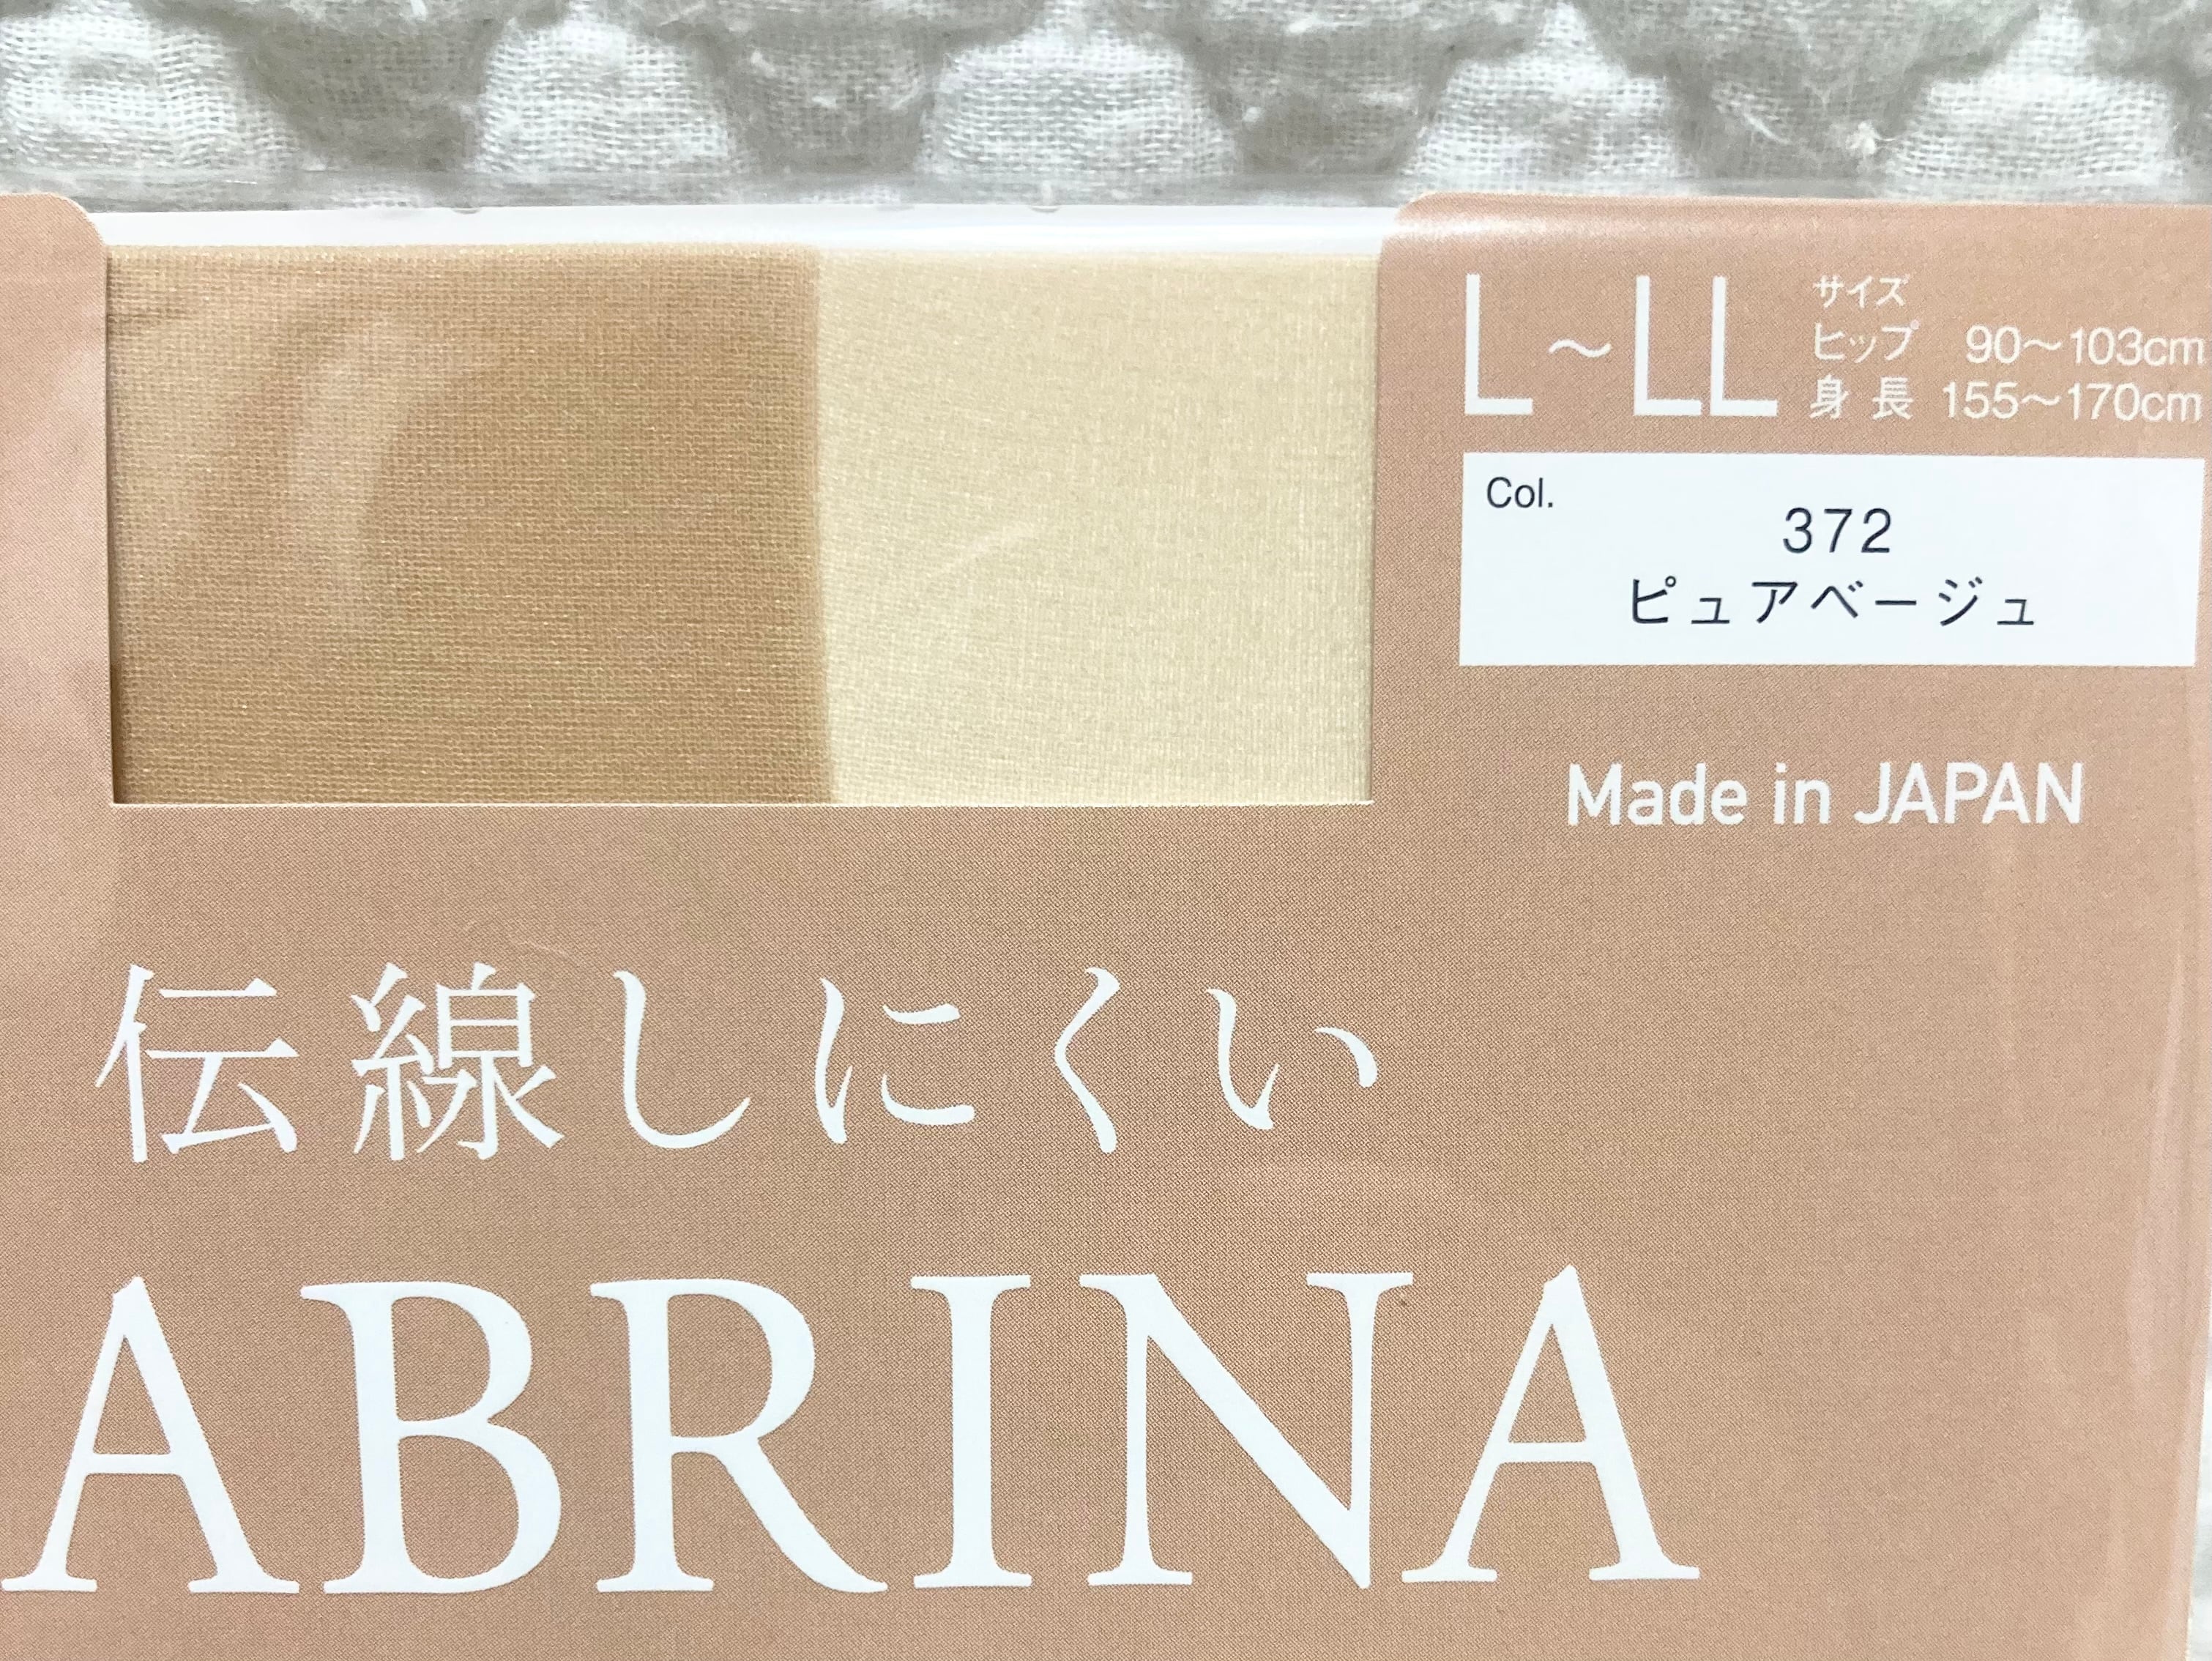 L～LL
サイズ
ヒップ 90～103cm
身長 155～170cm
Col.
372
ピュアベージュ
Made in JAPAN
伝線しにくい
ABRINA